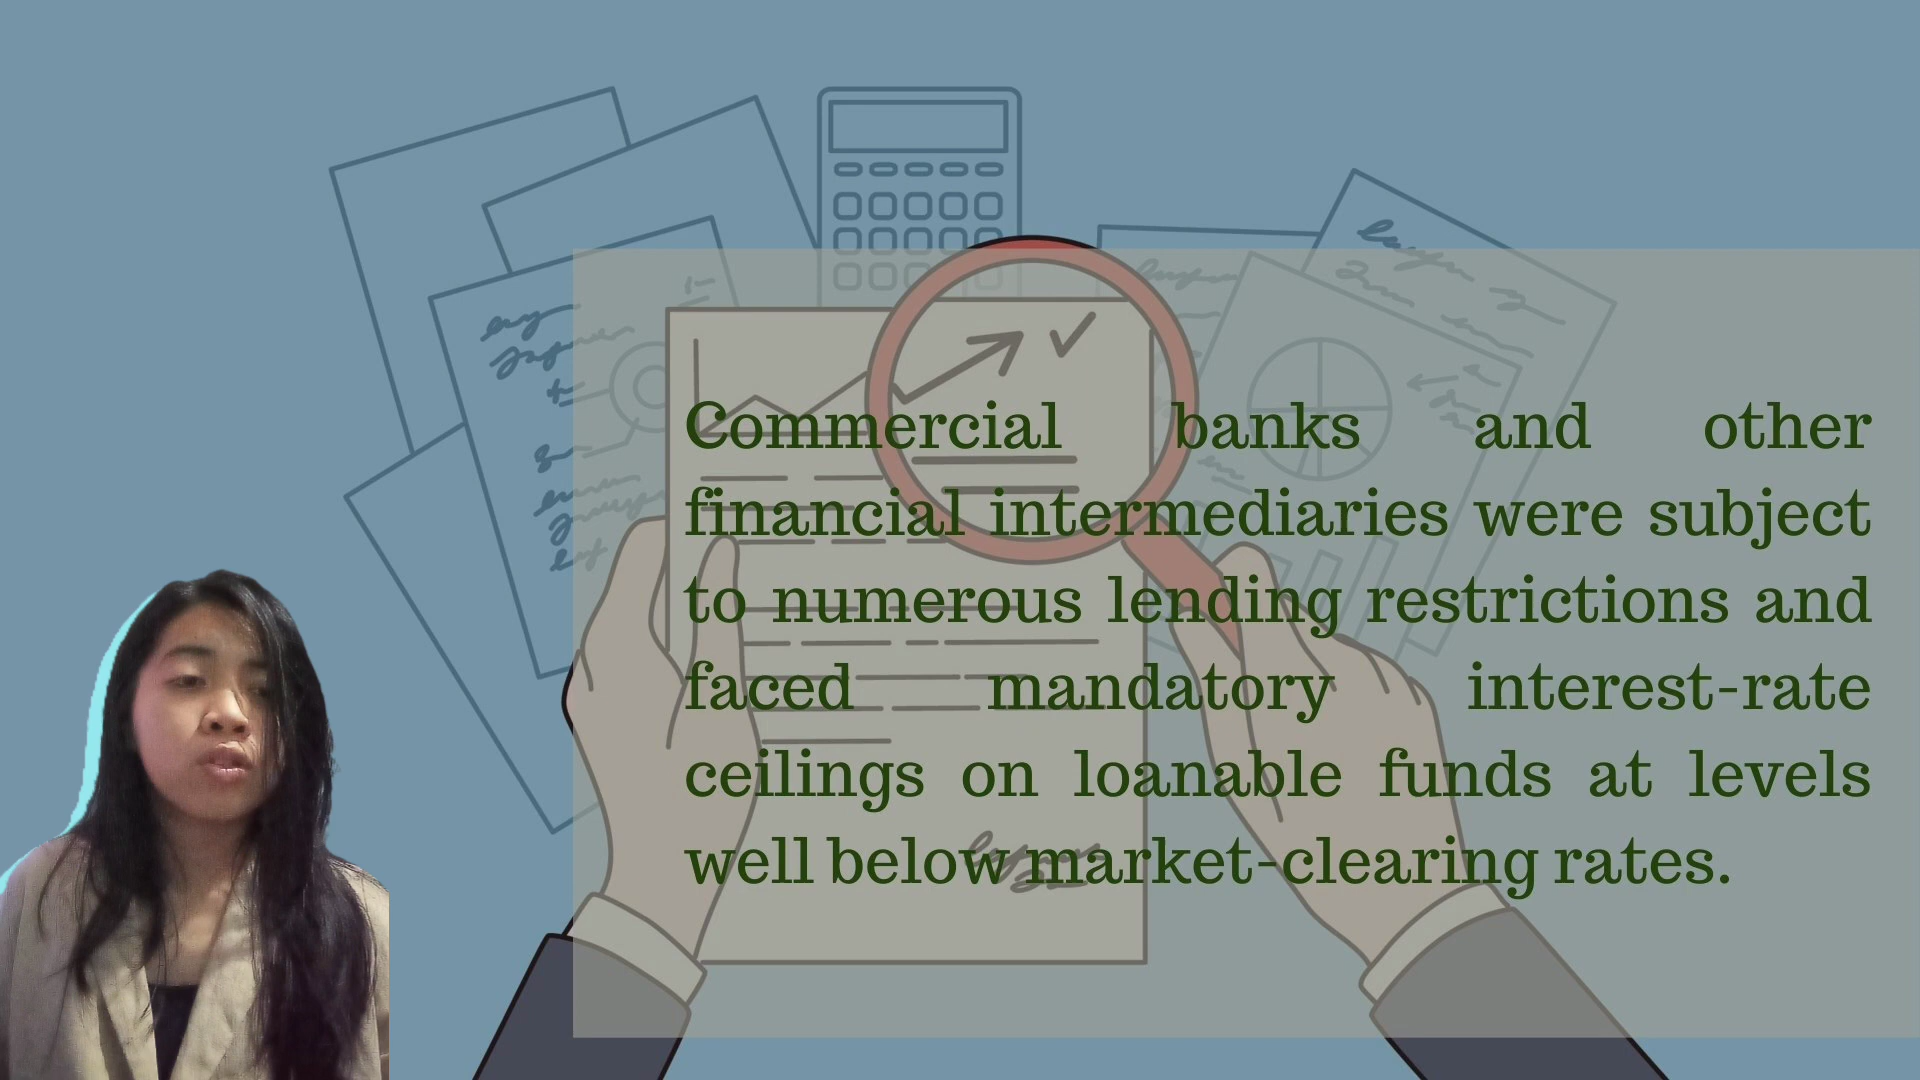 Commercial banks and other
financial intermediaries were subject
to numerous lending restrictions and
faced mandatory interest-rate
ceilings on loanable funds at levels
well below market-clearing rates.